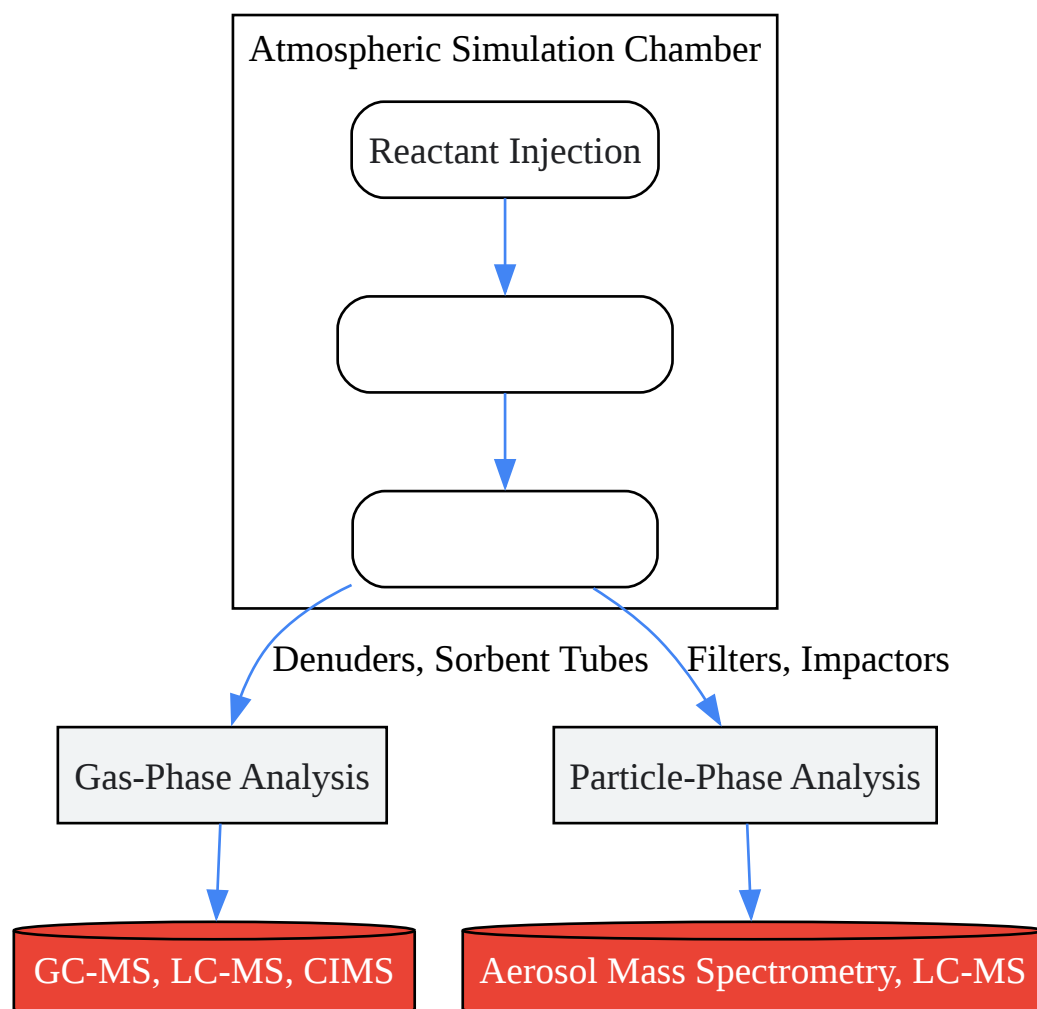 Atmospheric Simulation Chamber
Reactant Injection
Denuders, Sorbent Tubes
Filters, Impactors
Gas-Phase Analysis
Particle-Phase Analysis
GC-MS, LC-MS, CIMS
Aerosol Mass Spectrometry, LC-MS